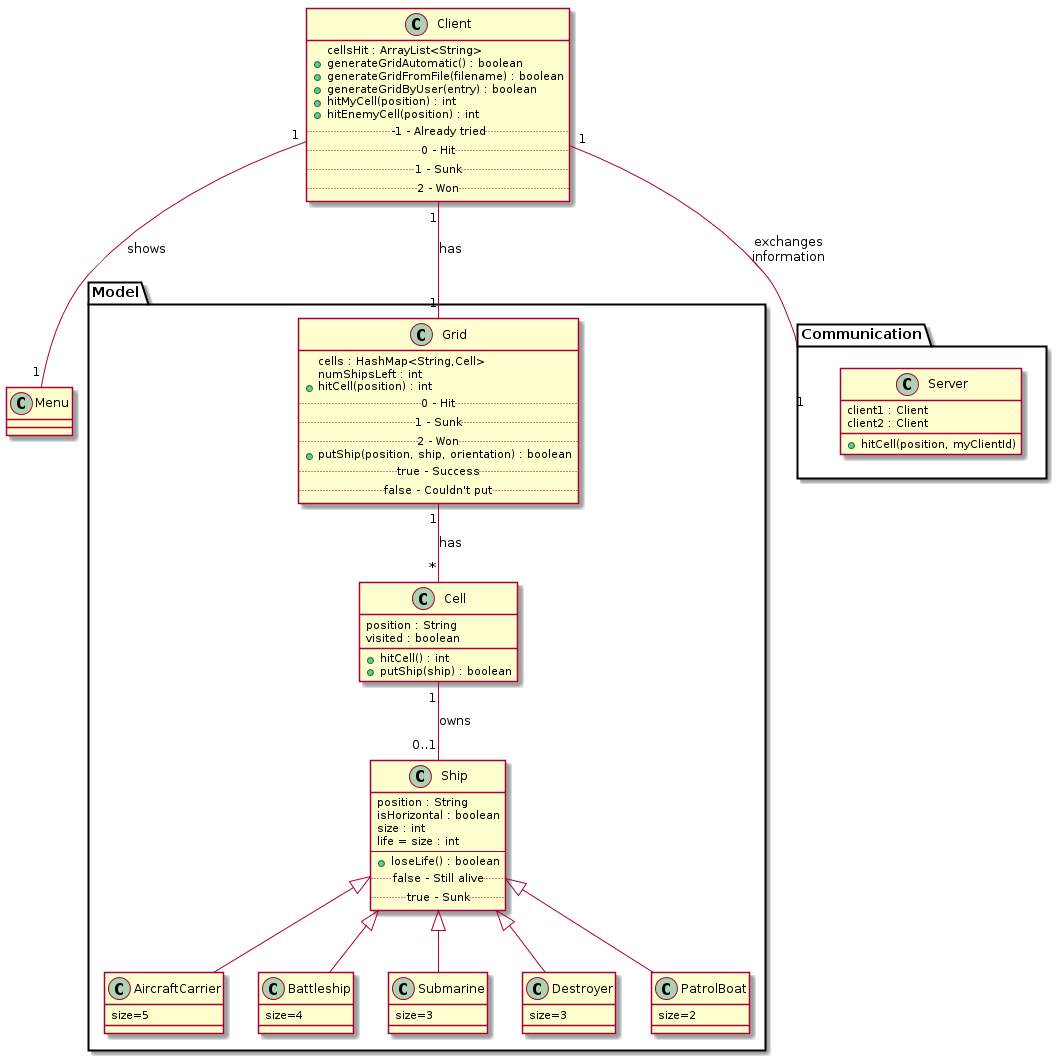 Client
cellsHit : ArrayList<String>
generateGridAutomatic() : boolean
generateGridFromFile(filename) : boolean
generateGridByUser(entry) : boolean
hitMyCell(position) : int
hitEnemyCell(position) : int
-1 - Already tried
0 - Hit
1 - Sunk
2 - Won
1
1
1
shows
has
exchanges
information
1
Model
1
Communication
Grid
cells : HashMap<String,Cell>
numShipsLeft : int
hitCell(position) : int
0 - Hit
1 - Sunk
2 - Won
putShip(position, ship, orientation) : boolean
true - Success
false - Couldn't put
Menu
1
Server
client1 : Client
client2 : Client
hitCell(position, myClientId)
1
has
*
Cell
position : String
visited : boolean
hitCell() : int
putShip(ship) : boolean
1
owns
0..1
Ship
position : String
isHorizontal : boolean
size : int
life = size : int
loseLife() : boolean
false - Still alive
true - Sunk
AircraftCarrier
size=5
Battleship
size=4
Submarine
size=3
Destroyer
size=3
PatrolBoat
size=2